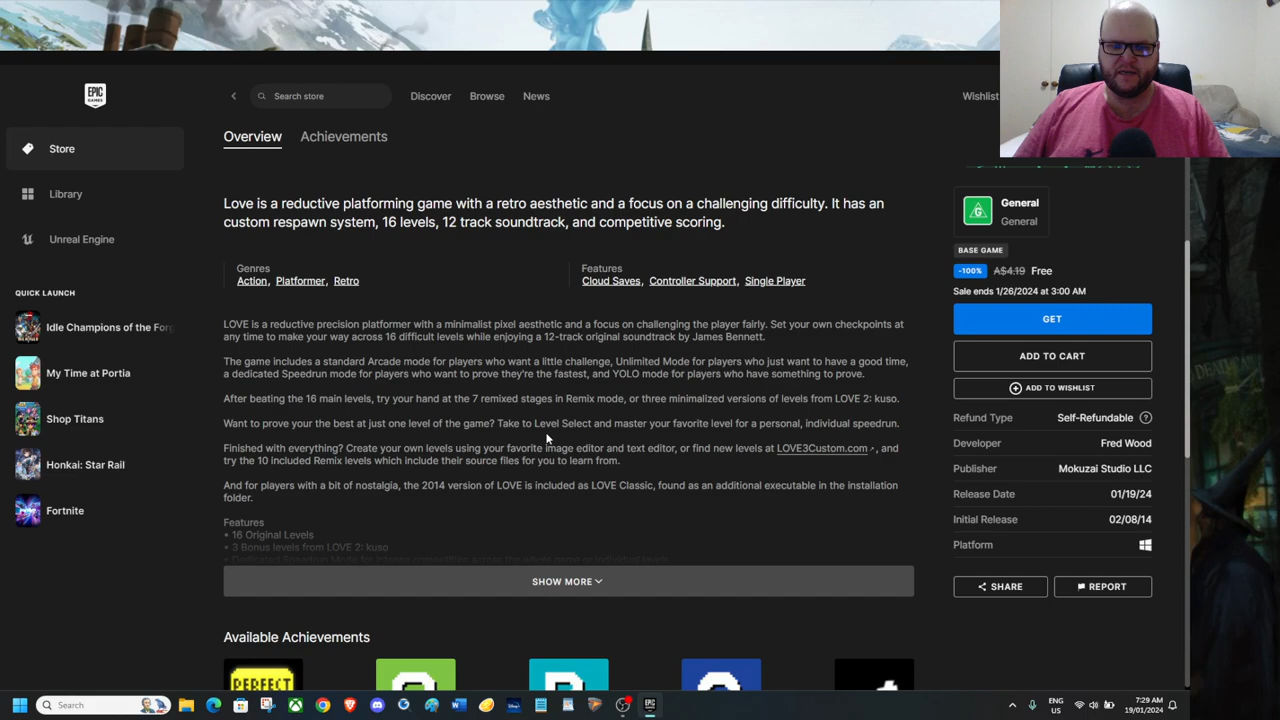 EPIC
GAMES
Search store
Discover
Browse
News
Wishlist
Store
Library
Unreal Engine
QUICK LAUNCH
Idle Champions of the Forg
My Time at Portia
Shop Titans
Honkai: Star Rail
Fortnite
Overview
Achievements
Love is a reductive platforming game with a retro aesthetic and a focus on a challenging difficulty. It has an
custom respawn system, 16 levels, 12 track soundtrack, and competitive scoring.
Genres
Action, Platformer, Retro
Features
Cloud Saves, Controller Support, Single Player
LOVE is a reductive precision platformer with a minimalist pixel aesthetic and a focus on challenging the player fairly. Set your own checkpoints at
any time to make your way across 16 difficult levels while enjoying a 12-track original soundtrack by James Bennett.
The game includes a standard Arcade mode for players who want a little challenge, Unlimited Mode for players who just want to have a good time,
a dedicated Speedrun mode for players who want to prove they're the fastest, and YOLO mode for players who have something to prove.
After beating the 16 main levels, try your hand at the 7 remixed stages in Remix mode, or three minimalized versions of levels from LOVE 2: kuso.
Want to prove your the best at just one level of the game? Take to Level Select and master your favorite level for a personal, individual speedrun.
Finished with everything? Create your own levels using your favorite image editor and text editor, or find new levels at LOVE3Custom.com, and
try the 10 included Remix levels which include their source files for you to learn from.
And for players with a bit of nostalgia, the 2014 version of LOVE is included as LOVE Classic, found as an additional executable in the installation
folder.
Features
• 16 Original Levels
• 3 Bonus levels from LOVE 2: kuso
• Dedicated Speedrun Mode for intense competition across the whole game or individual levels
SHOW MORE
Available Achievements
PERFECT
G
General
General
BASE GAME
-100% A$4.19 Free
Sale ends 1/26/2024 at 3:00 AM
GET
ADD TO CART
ADD TO WISHLIST
Refund Type Self-Refundable
Developer Fred Wood
Publisher Mokuzai Studio LLC
Release Date 01/19/24
Initial Release 02/08/14
Platform
SHARE
REPORT
Search
ENG
US
7:29 AM
19/01/2024